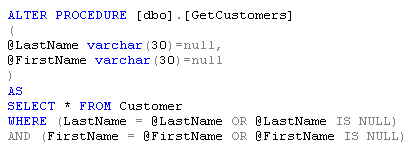 ALTER PROCEDURE [dbo].[GetCustomers]
(
@LastName varchar(30)=null,
@FirstName varchar(30)=null
)
AS
SELECT * FROM Customer
WHERE (LastName = @LastName OR @LastName IS NULL)
AND (FirstName = @FirstName OR @FirstName IS NULL)